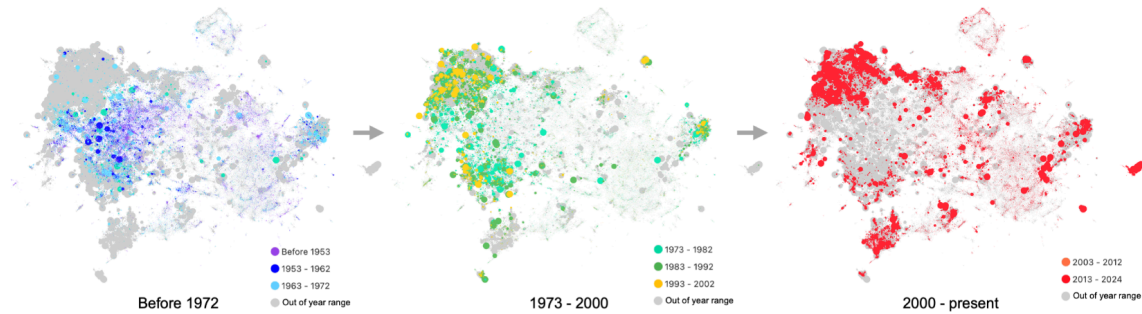 Before 1953
1953 - 1962
1963 - 1972
Out of year range
Before 1972
1973 - 1982
1983 - 1992
1993 - 2002
Out of year range
1973 - 2000
2003 - 2012
2013 - 2024
Out of year range
2000 - present